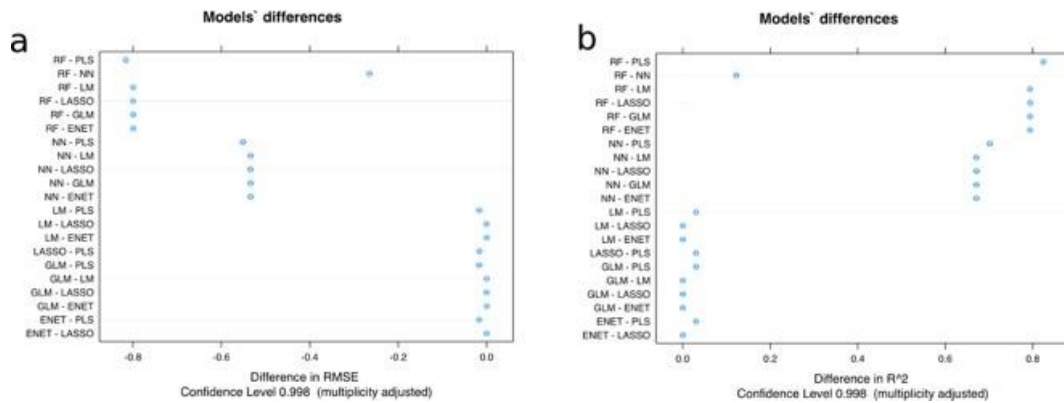 a
Models` differences
RF - PLS
RF - NN
RF - LM
RF - LASSO
RF - GLM
RF - ENET
NN - PLS
NN - LM
NN - LASSO
NN - GLM
NN - ENET
LM - PLS
LM - LASSO
LM - ENET
LASSO - PLS
GLM - PLS
GLM - LM
GLM - LASSO
GLM - ENET
ENET - PLS
ENET - LASSO
-0.8 -0.6 -0.4 -0.2 0.0
Difference in RMSE
Confidence Level 0.998 (multiplicity adjusted)
b
Models` differences
RF - PLS
RF - NN
RF - LM
RF - LASSO
RF - GLM
RF - ENET
NN - PLS
NN - LM
NN - LASSO
NN - GLM
NN - ENET
LM - PLS
LM - LASSO
LM - ENET
LASSO - PLS
GLM - PLS
GLM - LM
GLM - LASSO
GLM - ENET
ENET - PLS
ENET - LASSO
0.0 0.2 0.4 0.6 0.8
Difference in R^2
Confidence Level 0.998 (multiplicity adjusted)